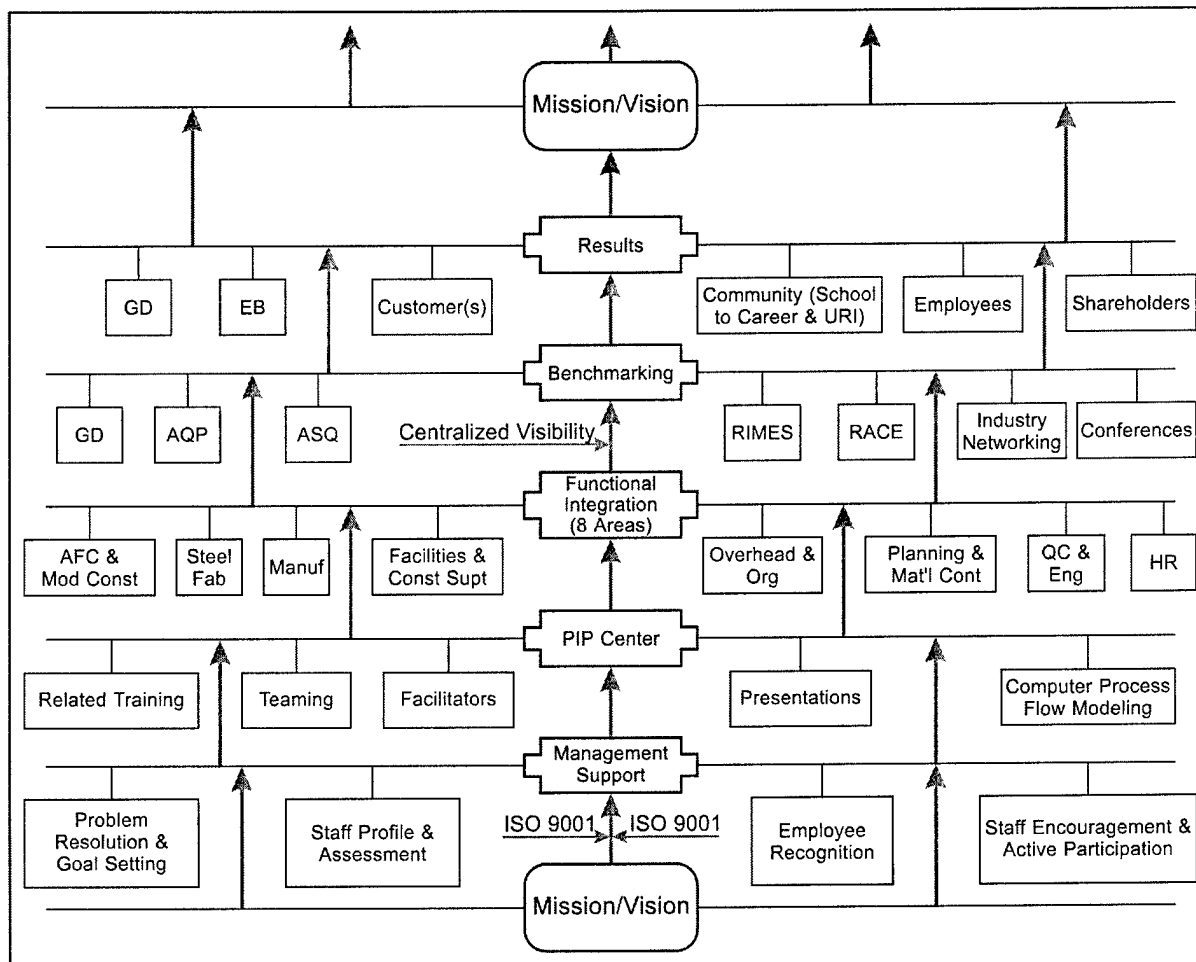 Mission/Vision
Results
GD
EB
Customer(s)
Community (School
to Career & URI)
Employees
Shareholders
Benchmarking
GD
AQP
ASQ
Centralized Visibility
RIMES
RACE
Industry
Networking
Conferences
Functional
Integration
(8 Areas)
AFC &
Mod Const
Steel
Fab
Manuf
Facilities &
Const Supt
Overhead &
Org
Planning &
Mat'l Cont
QC &
Eng
HR
PIP Center
Related Training
Teaming
Facilitators
Presentations
Computer Process
Flow Modeling
Management
Support
Problem
Resolution &
Goal Setting
Staff Profile &
Assessment
ISO 9001
ISO 9001
Employee
Recognition
Staff Encouragement &
Active Participation
Mission/Vision